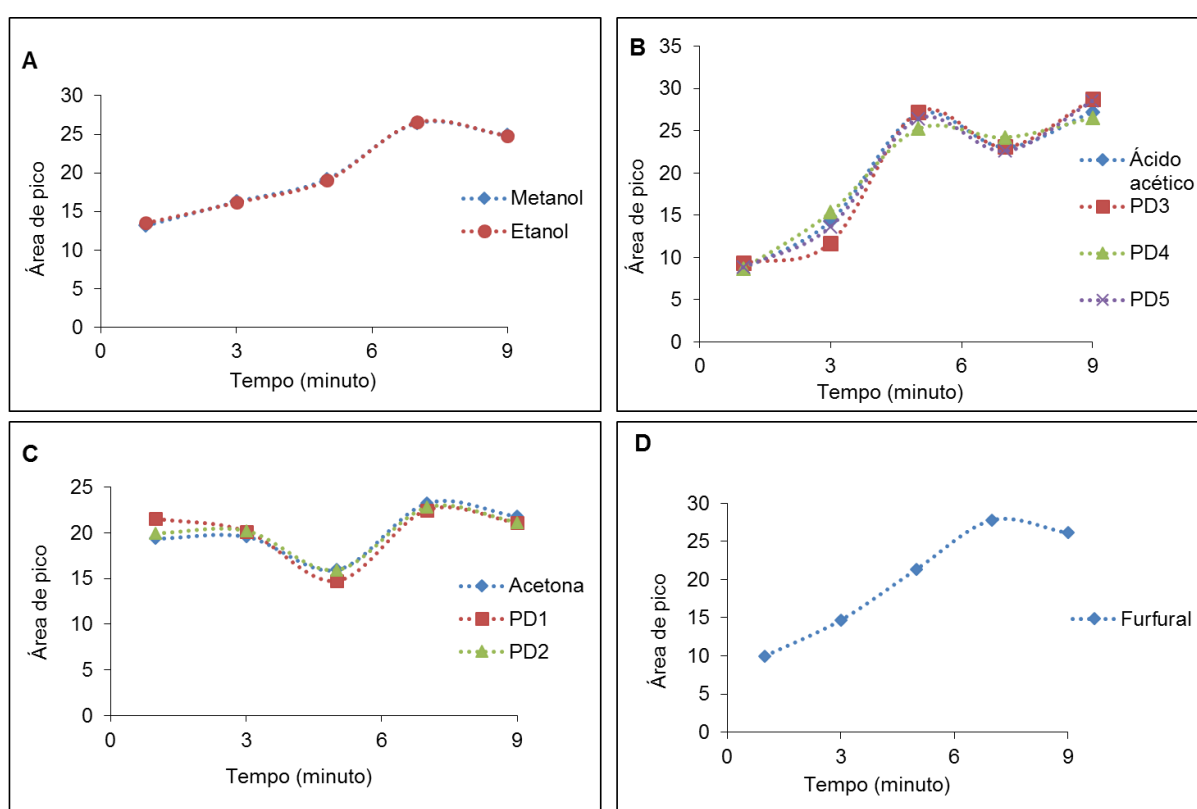 A
30
25
20
15
10
5
0
0 3 6 9
Área de pico
Tempo (minuto)
Metanol
Etanol
B
35
30
25
20
15
10
5
0
0 3 6 9
Área de pico
Tempo (minuto)
Ácido
acético
PD3
PD4
PD5
C
25
20
15
10
5
0
0 3 6 9
Área de pico
Tempo (minuto)
Acetona
PD1
PD2
D
30
25
20
15
10
5
0
0 3 6 9
Área de pico
Tempo (minuto)
Furfural